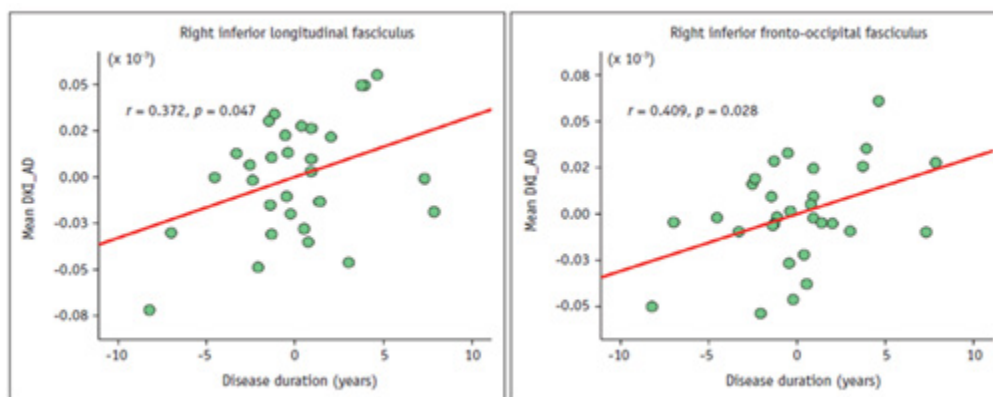 Right inferior longitudinal fasciculus
(x 10⁻³)
r = 0.372, p = 0.047
Mean DKI_AD
0.05
0.02
0.00
-0.03
-0.05
-0.08
-10 -5 0 5 10
Disease duration (years)
Right inferior fronto-occipital fasciculus
(x 10⁻³)
r = 0.409, p = 0.028
Mean DKI_AD
0.08
0.05
0.02
0.00
-0.03
-0.05
-10 -5 0 5 10
Disease duration (years)